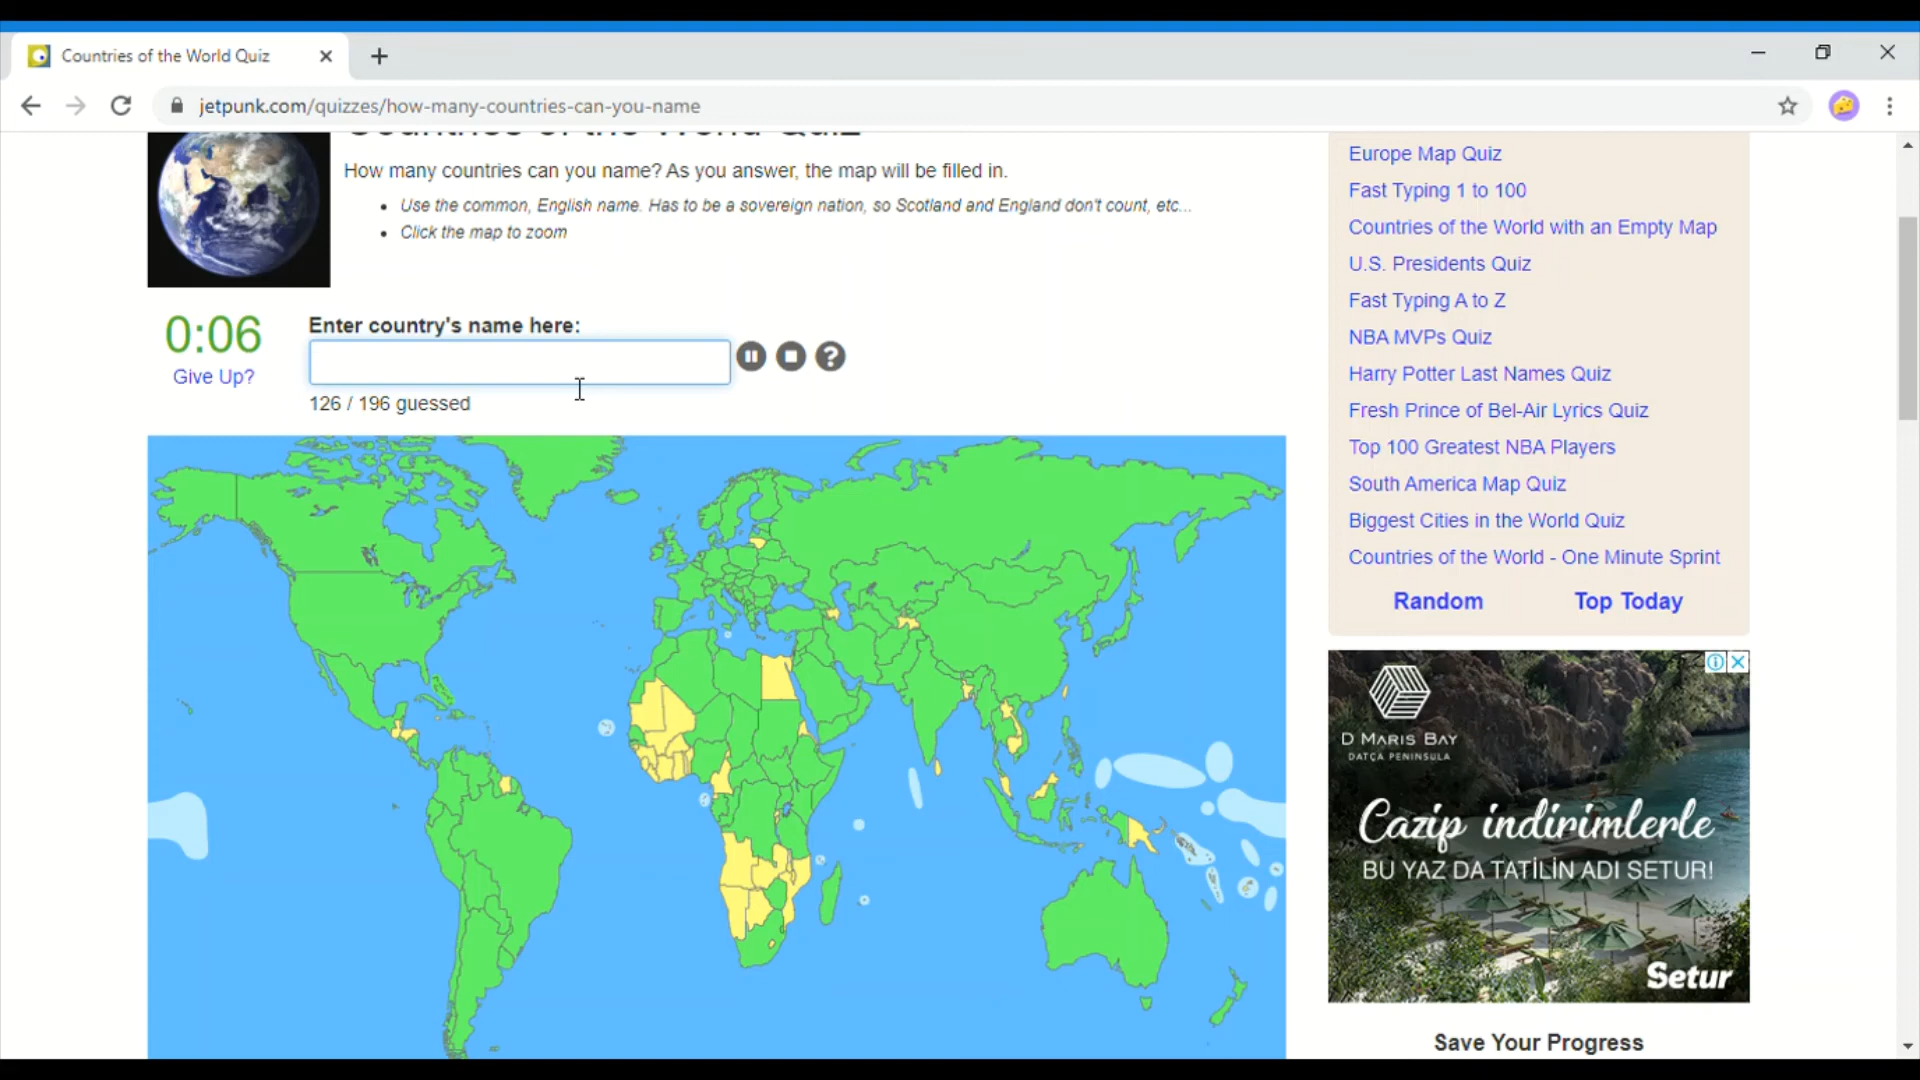 Countries of the World Quiz
jetpunk.com/quizzes/how-many-countries-can-you-name
Countries of the World Quiz
How many countries can you name? As you answer, the map will be filled in.
Use the common, English name. Has to be a sovereign nation, so Scotland and England don't count, etc...
Click the map to zoom
0:06
Give Up?
Enter country's name here:
126 / 196 guessed
Europe Map Quiz
Fast Typing 1 to 100
Countries of the World with an Empty Map
U.S. Presidents Quiz
Fast Typing A to Z
NBA MVPs Quiz
Harry Potter Last Names Quiz
Fresh Prince of Bel-Air Lyrics Quiz
Top 100 Greatest NBA Players
South America Map Quiz
Biggest Cities in the World Quiz
Countries of the World - One Minute Sprint
Random Top Today
D MARIS BAY
DATÇA PENINSULA
Cazip indirimlerle
BU YAZ DA TATİLİN ADI SETUR!
Setur
Save Your Progress